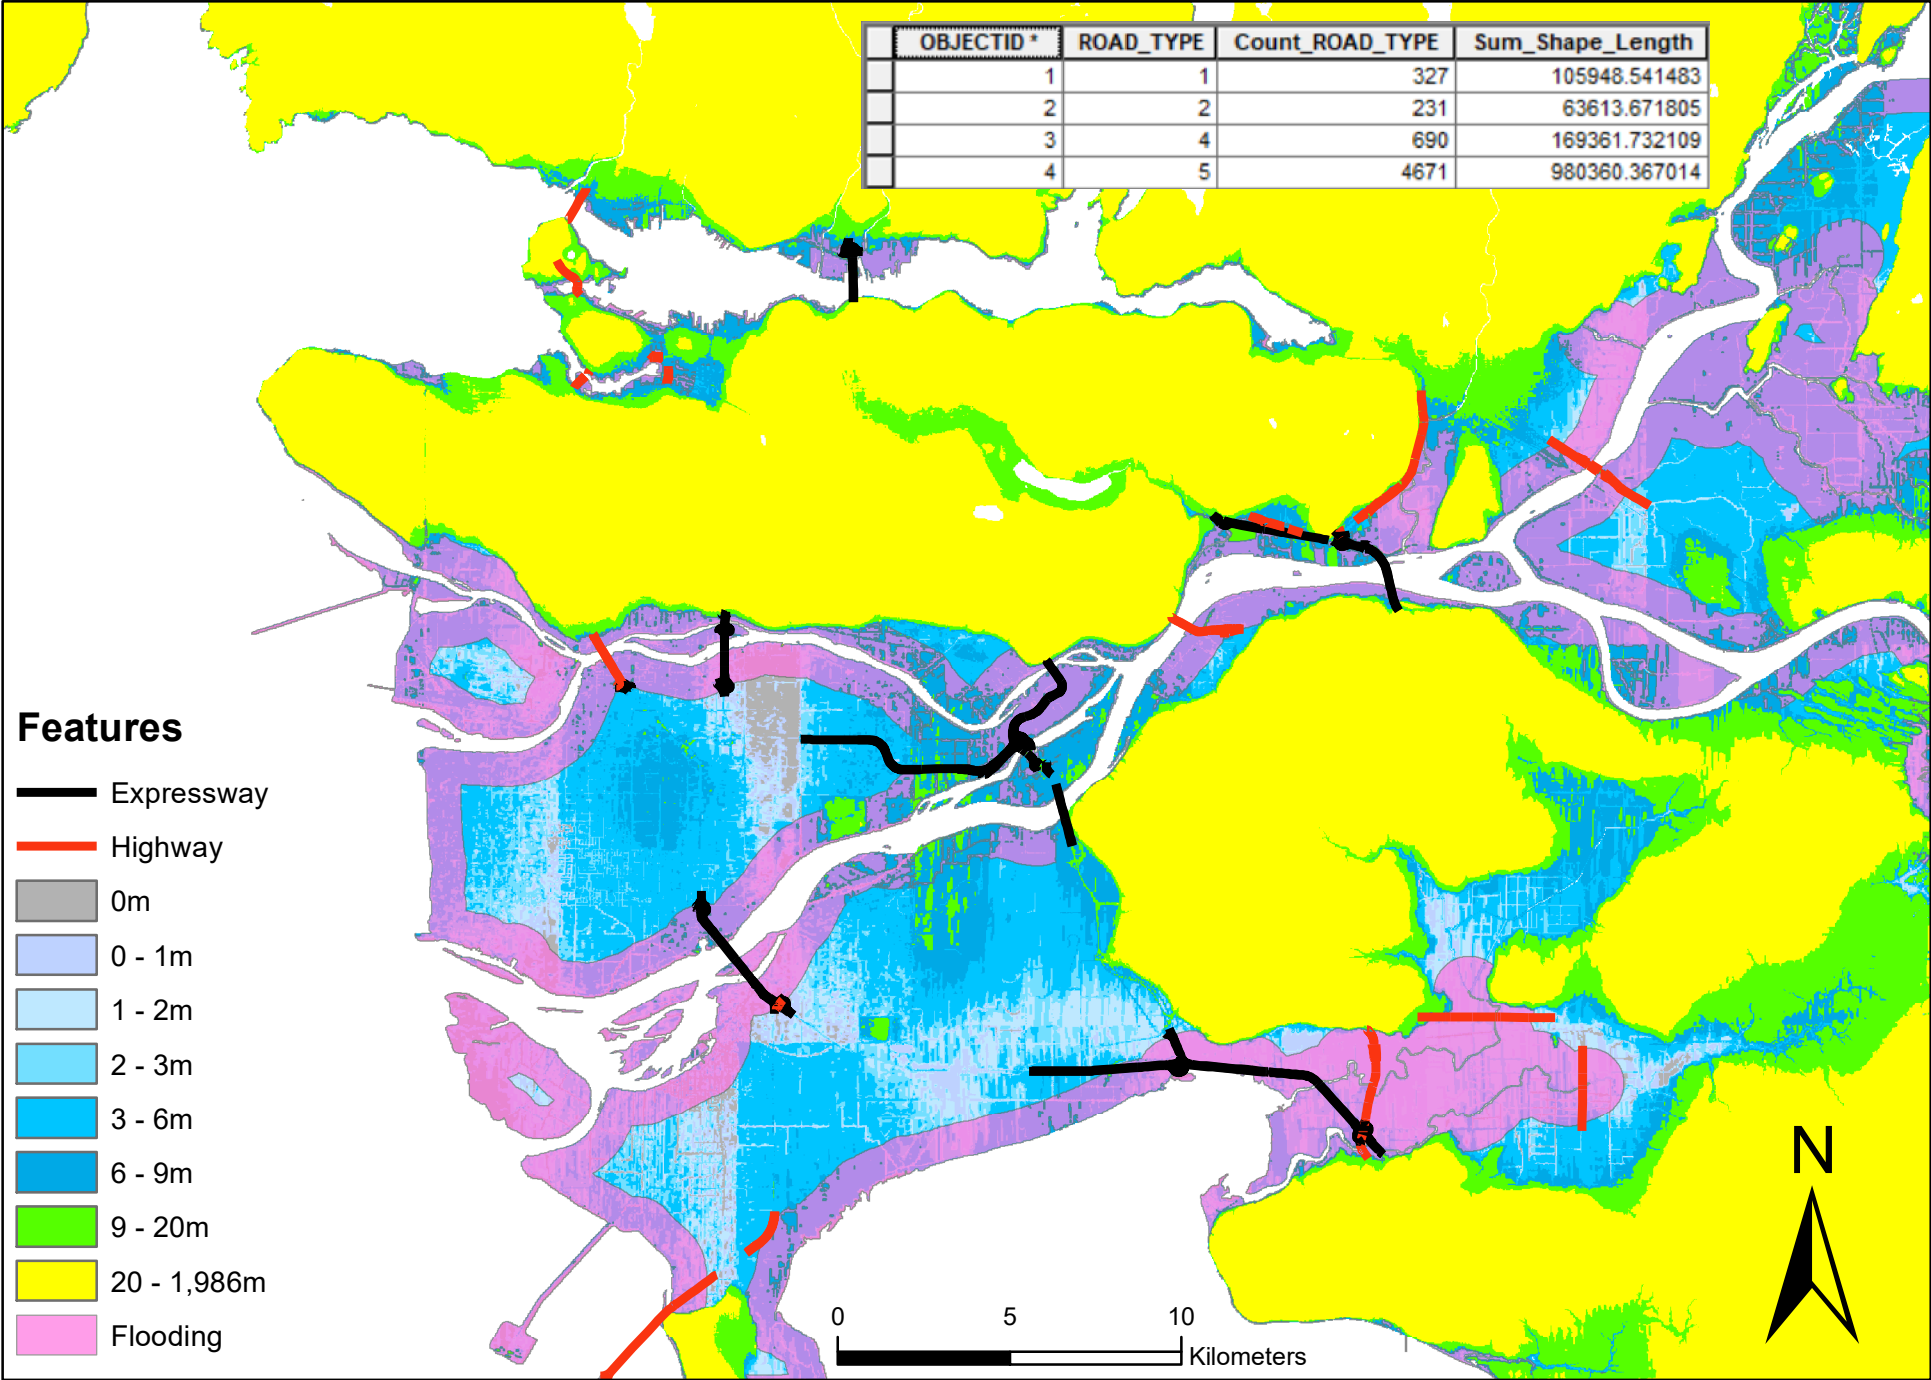 OBJECTID * ROAD_TYPE Count_ROAD_TYPE Sum_Shape_Length
1 1 327 105948.541483
2 2 231 63613.671805
3 4 690 169361.732109
4 5 4671 980360.367014
Features
Expressway
Highway
0m
0 - 1m
1 - 2m
2 - 3m
3 - 6m
6 - 9m
9 - 20m
20 - 1,986m
Flooding
N
0 5 10
Kilometers